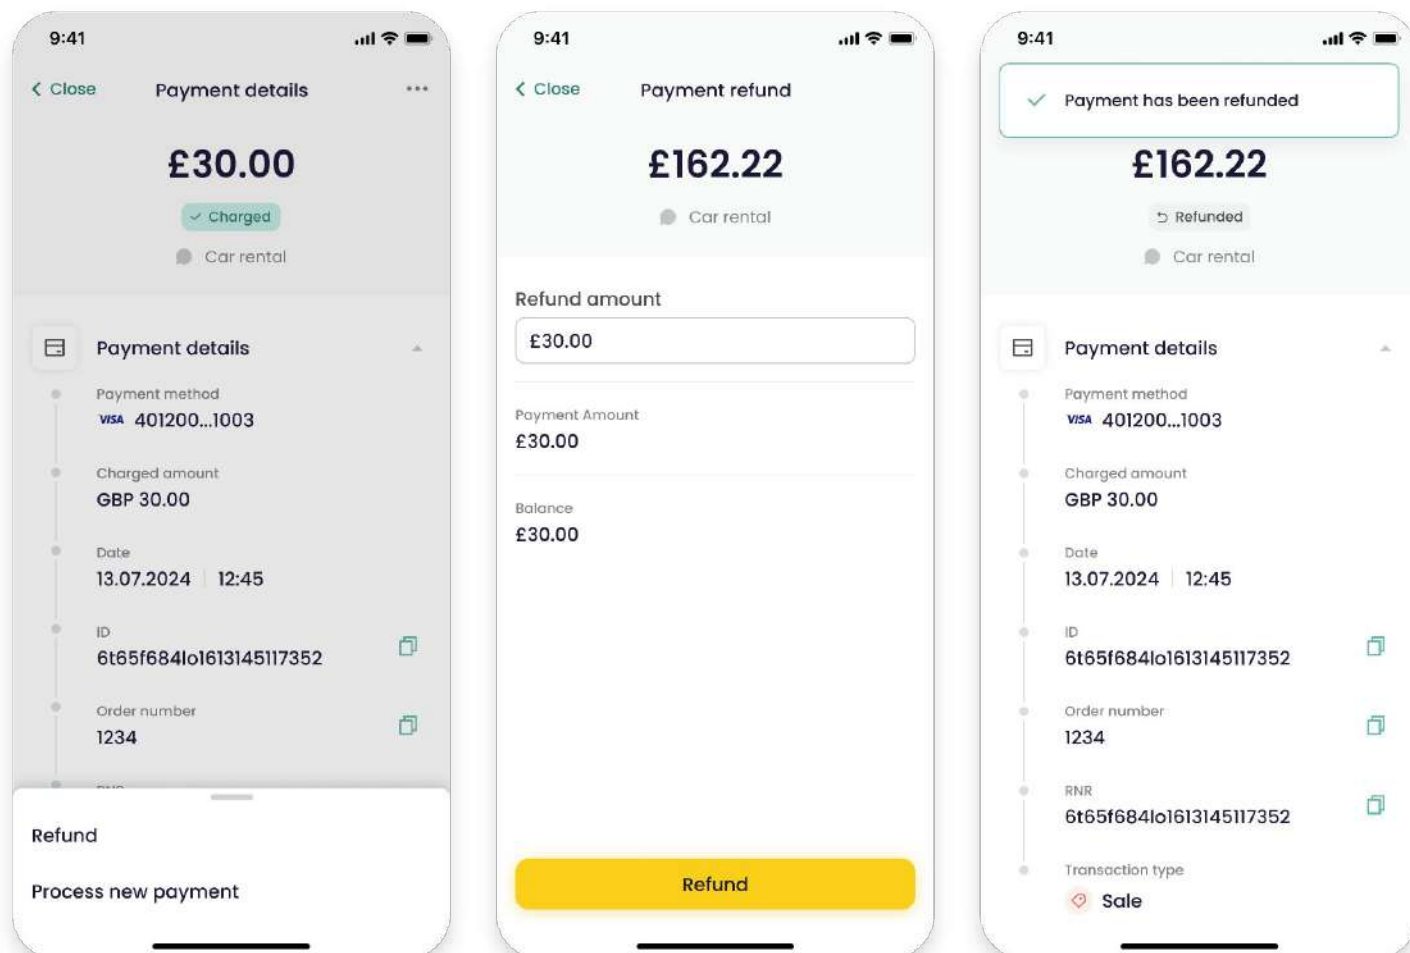 9:41
Close Payment details
£30.00
Charged
Car rental
Payment details
Payment method
VISA 401200...1003
Charged amount
GBP 30.00
Date
13.07.2024 12:45
ID
6t65f684lo1613145117352
Order number
1234
Refund
Process new payment
9:41
Close Payment refund
£162.22
Car rental
Refund amount
£30.00
Payment Amount
£30.00
Balance
£30.00
Refund
9:41
Payment has been refunded
£162.22
Refunded
Car rental
Payment details
Payment method
VISA 401200...1003
Charged amount
GBP 30.00
Date
13.07.2024 12:45
ID
6t65f684lo1613145117352
Order number
1234
RNR
6t65f684lo1613145117352
Transaction type
Sale